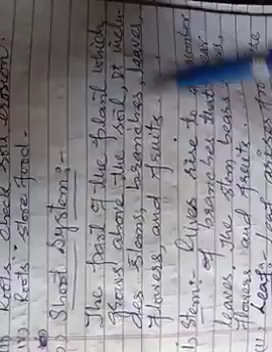 Roots check soil erosion.
(iv) Roots store food.
Shoot System:-
The part of the plant which
grows above the soil, it inclu-
des stems, branches, leaves
flowers, and fruits.
Stem:- Gives rise to a
of branches that
leaves, the stem bears
flowers and fruits
Leaf:-